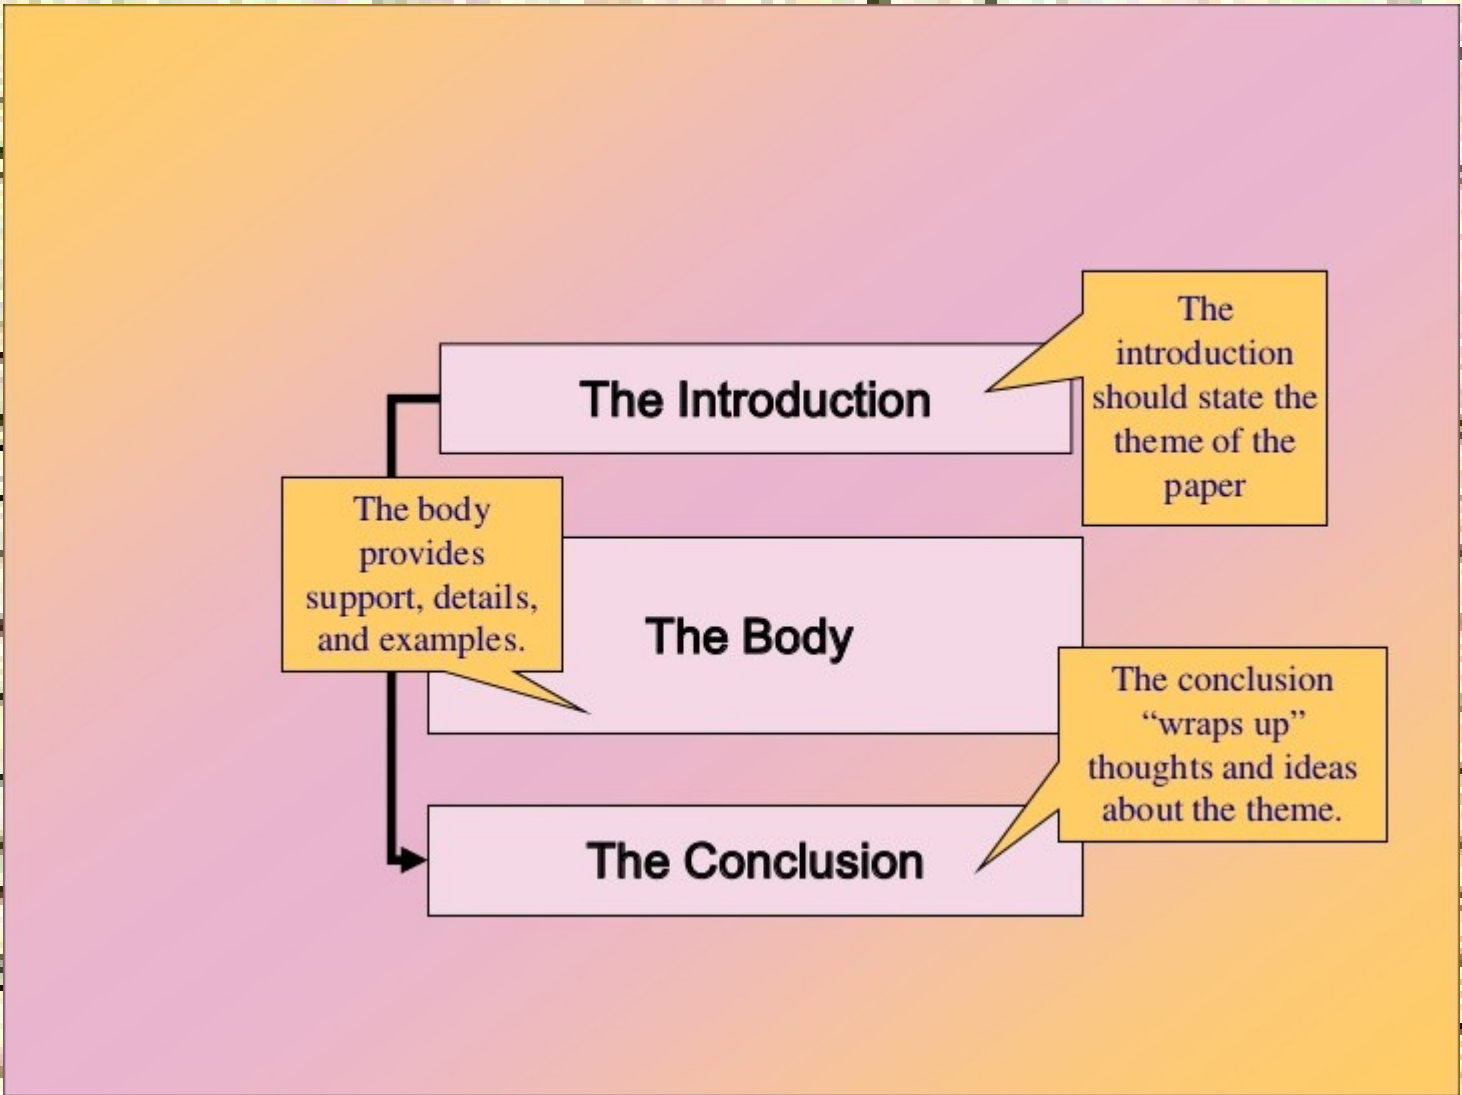 The Introduction
The
introduction
should state the
theme of the
paper
The body
provides
support, details,
and examples.
The Body
The conclusion
“wraps up”
thoughts and ideas
about the theme.
The Conclusion